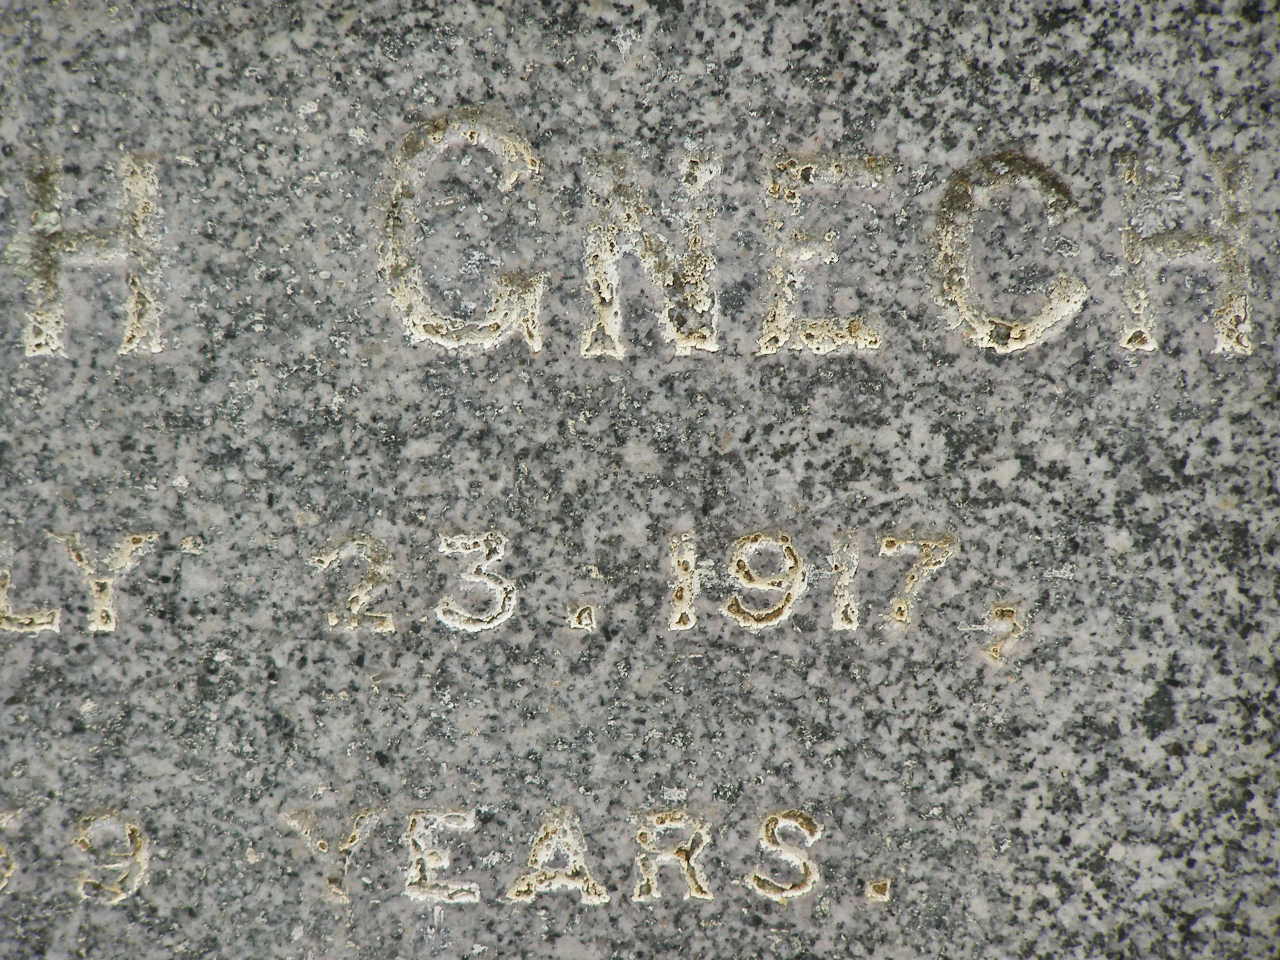 H GNECH
LY 23. 1917,
9 YEARS.